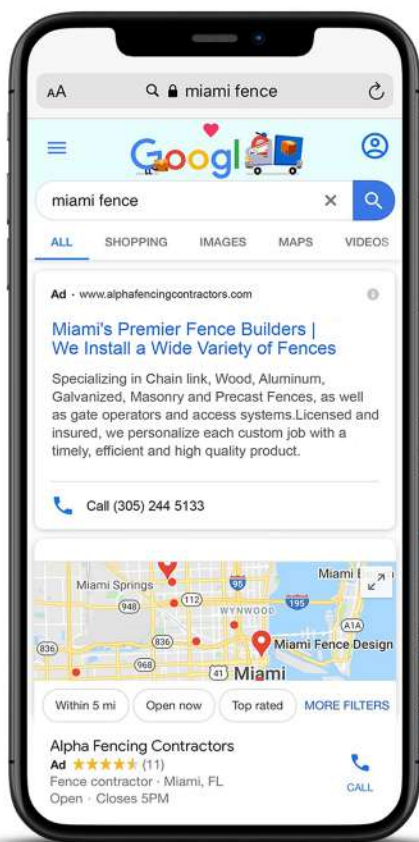 AA miami fence
Google
miami fence
ALL SHOPPING IMAGES MAPS VIDEOS
Ad · www.alphafencingcontractors.com
Miami's Premier Fence Builders |
We Install a Wide Variety of Fences
Specializing in Chain link, Wood, Aluminum,
Galvanized, Masonry and Precast Fences, as well
as gate operators and access systems.Licensed and
insured, we personalize each custom job with a
timely, efficient and high quality product.
Call (305) 244 5133
Miami Springs
95
Miami
948
112
WYNWOOD
195
A1A
836
836
Miami Fence Design
968
41
Miami
Within 5 mi Open now Top rated MORE FILTERS
Alpha Fencing Contractors
Ad (11)
Fence contractor · Miami, FL
Open · Closes 5PM
CALL